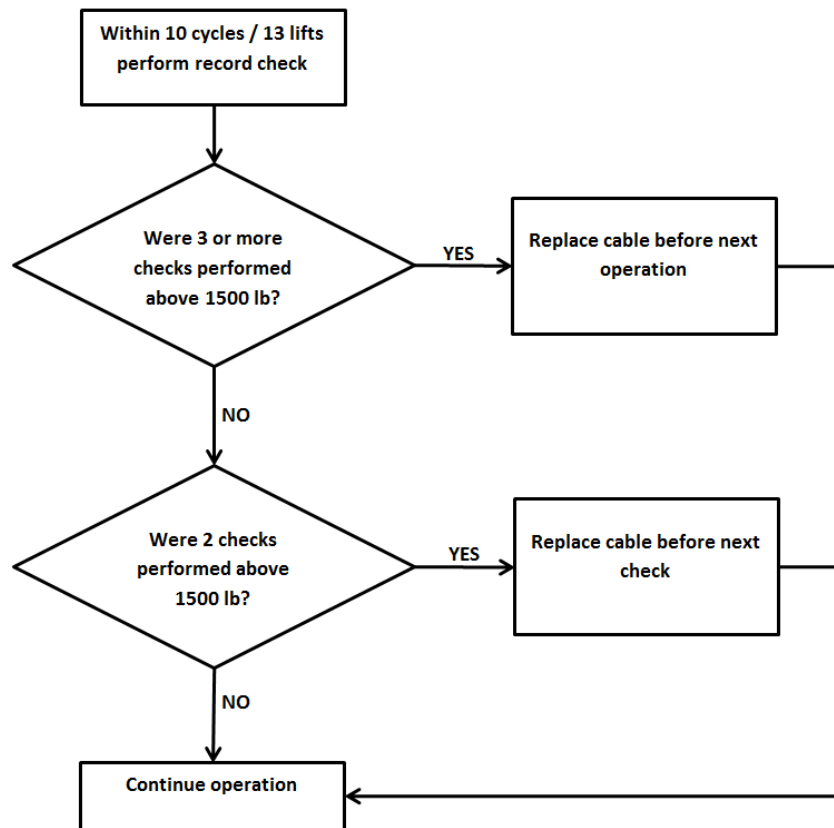 Within 10 cycles / 13 lifts
perform record check
Were 3 or more
checks performed
above 1500 lb?
YES
Replace cable before next
operation
NO
Were 2 checks
performed above
1500 lb?
YES
Replace cable before next
check
NO
Continue operation